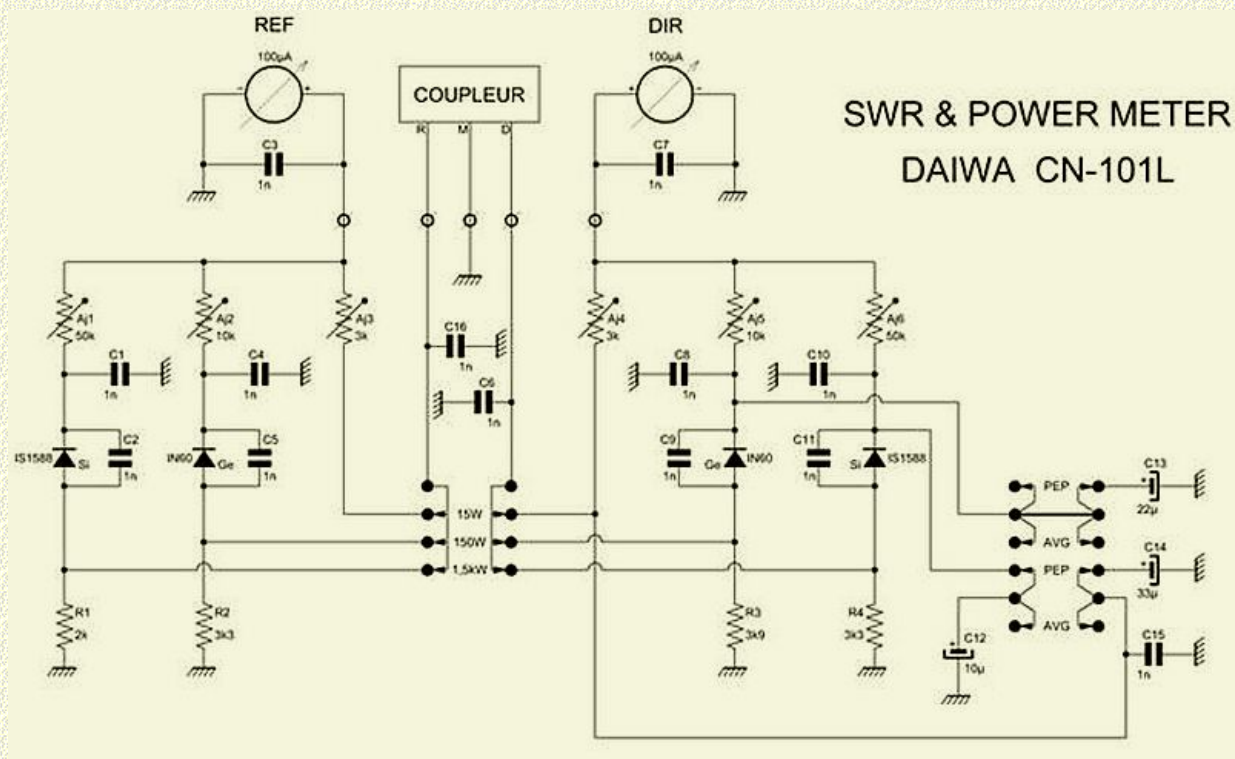 REF
DIR
100µA
100µA
COUPLEUR
R M D
SWR & POWER METER
DAIWA CN-101L
- +
+ -
C3
1n
C7
1n
Aj1
50k
Aj2
10k
Aj3
3k
Aj4
3k
Aj5
10k
Aj6
50k
C1
1n
C4
1n
C16
1n
C6
1n
C8
1n
C10
1n
IS1588
Si
C2
1n
IN60
Ge
C5
1n
C9
1n
Ge
IN60
C11
1n
Si
IS1588
15W
150W
1,5kW
PEP
AVG
PEP
AVG
+
C13
22µ
+
C14
33µ
R1
2k
R2
3k3
R3
3k9
R4
3k3
+
C12
10µ
C15
1n